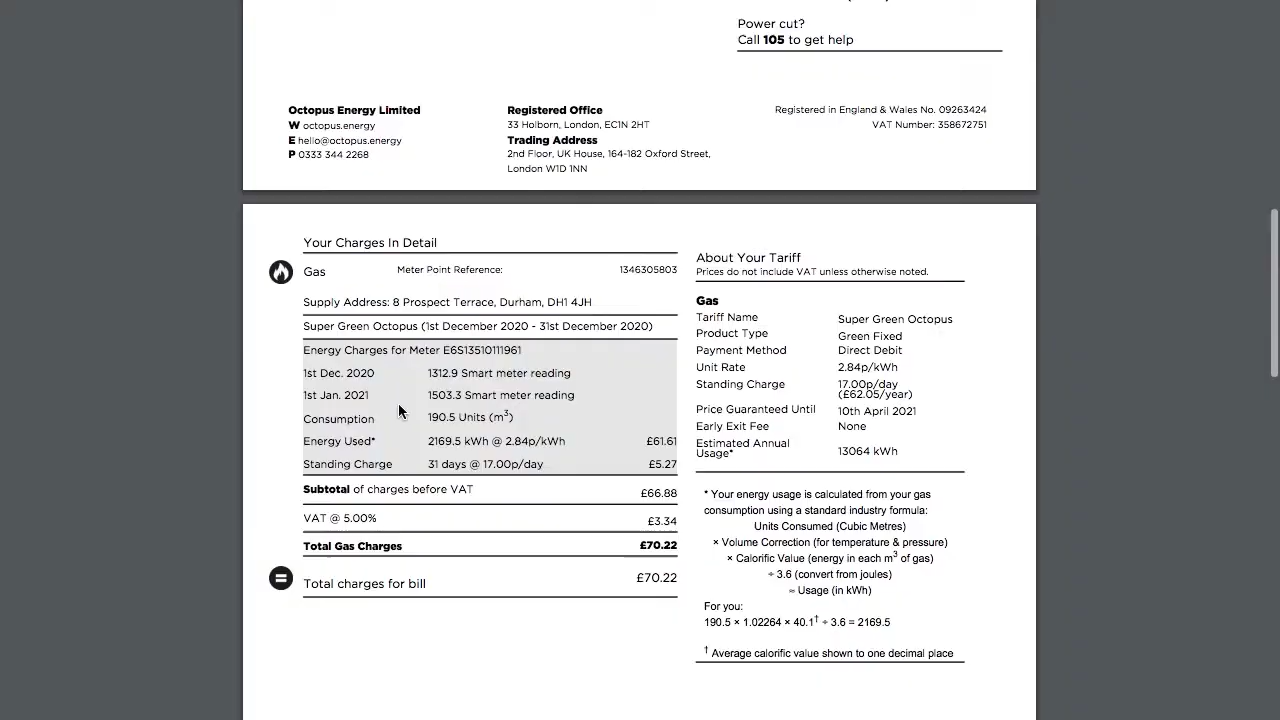 Power cut?
Call 105 to get help
Octopus Energy Limited
W octopus.energy
E hello@octopus.energy
P 0333 344 2268
Registered Office
33 Holborn, London, EC1N 2HT
Trading Address
2nd Floor, UK House, 164-182 Oxford Street,
London W1D 1NN
Registered in England & Wales No. 09263424
VAT Number: 358672751
Your Charges In Detail
Gas Meter Point Reference: 1346305803
Supply Address: 8 Prospect Terrace, Durham, DH1 4JH
Super Green Octopus (1st December 2020 - 31st December 2020)
Energy Charges for Meter E6S13510111961
1st Dec. 2020 1312.9 Smart meter reading
1st Jan. 2021 1503.3 Smart meter reading
Consumption 190.5 Units (m³)
Energy Used* 2169.5 kWh @ 2.84p/kWh £61.61
Standing Charge 31 days @ 17.00p/day £5.27
Subtotal of charges before VAT £66.88
VAT @ 5.00% £3.34
Total Gas Charges £70.22
Total charges for bill £70.22
About Your Tariff
Prices do not include VAT unless otherwise noted.
Gas
Tariff Name Super Green Octopus
Product Type Green Fixed
Payment Method Direct Debit
Unit Rate 2.84p/kWh
Standing Charge 17.00p/day
(£62.05/year)
Price Guaranteed Until 10th April 2021
Early Exit Fee None
Estimated Annual
Usage* 13064 kWh
* Your energy usage is calculated from your gas
consumption using a standard industry formula:
Units Consumed (Cubic Metres)
× Volume Correction (for temperature & pressure)
× Calorific Value (energy in each m³ of gas)
÷ 3.6 (convert from joules)
≈ Usage (in kWh)
For you:
190.5 × 1.02264 × 40.1† ÷ 3.6 = 2169.5
† Average calorific value shown to one decimal place